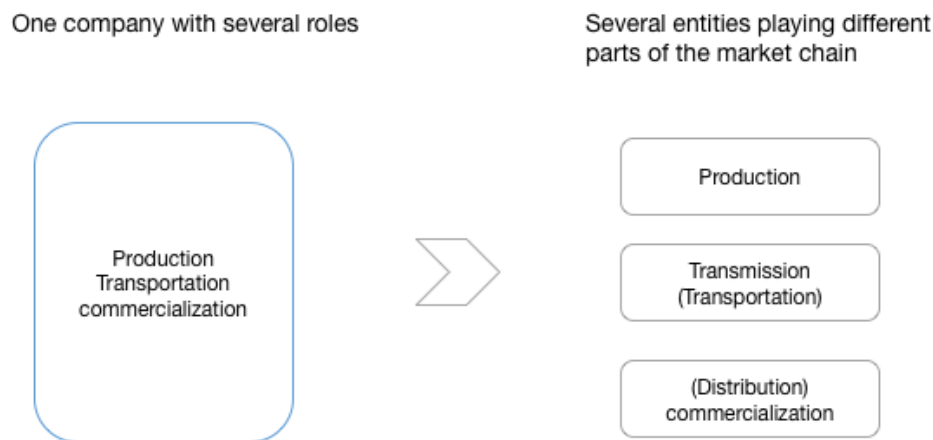 One company with several roles
Several entities playing different
parts of the market chain
Production
Transportation
commercialization
Production
Transmission
(Transportation)
(Distribution)
commercialization